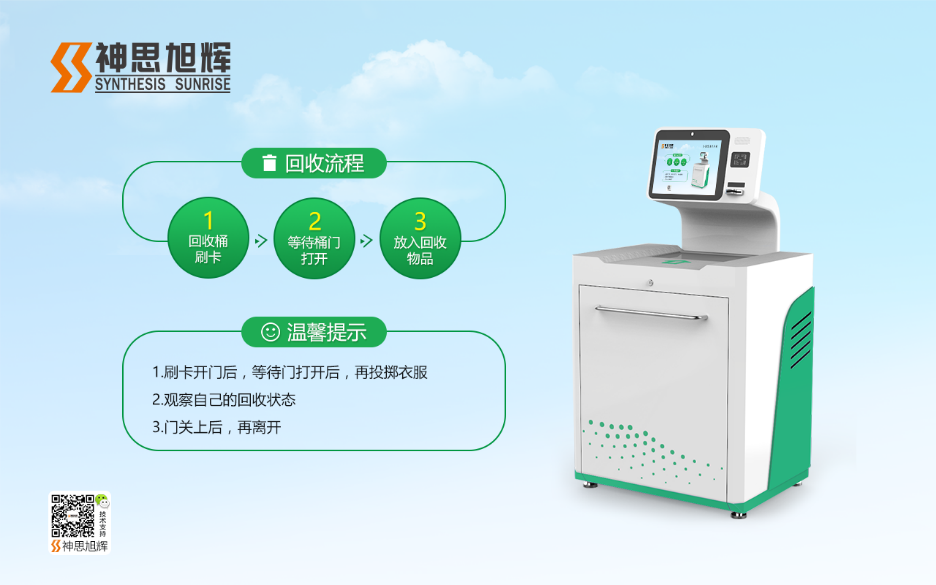 神思旭辉
SYNTHESIS SUNRISE
回收流程
1
回收桶
刷卡
2
等待桶门
打开
3
放入回收
物品
温馨提示
1.刷卡开门后，等待门打开后，再投掷衣服
2.观察自己的回收状态
3.门关上后，再离开
技术支持
神思旭辉